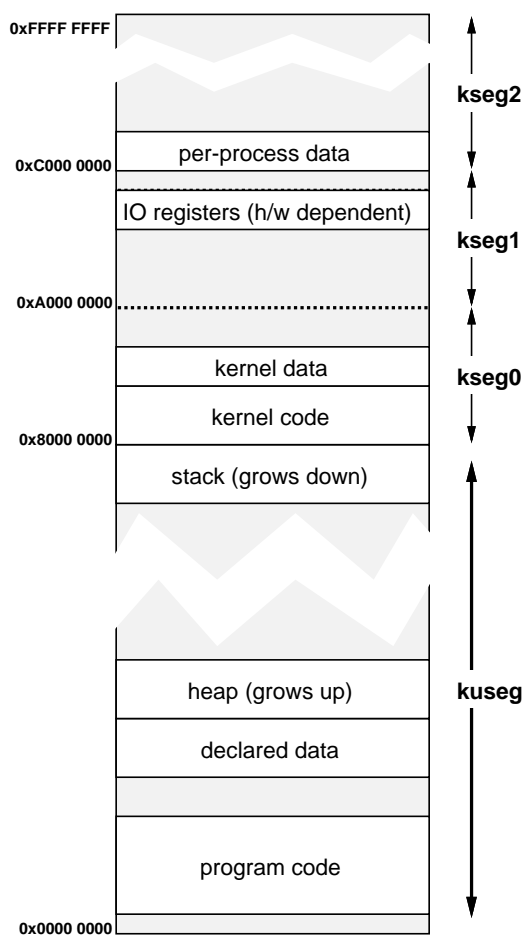 0xFFFF FFFF
kseg2
per-process data
0xC000 0000
IO registers (h/w dependent)
kseg1
0xA000 0000
kernel data
kseg0
kernel code
0x8000 0000
stack (grows down)
heap (grows up)
kuseg
declared data
program code
0x0000 0000